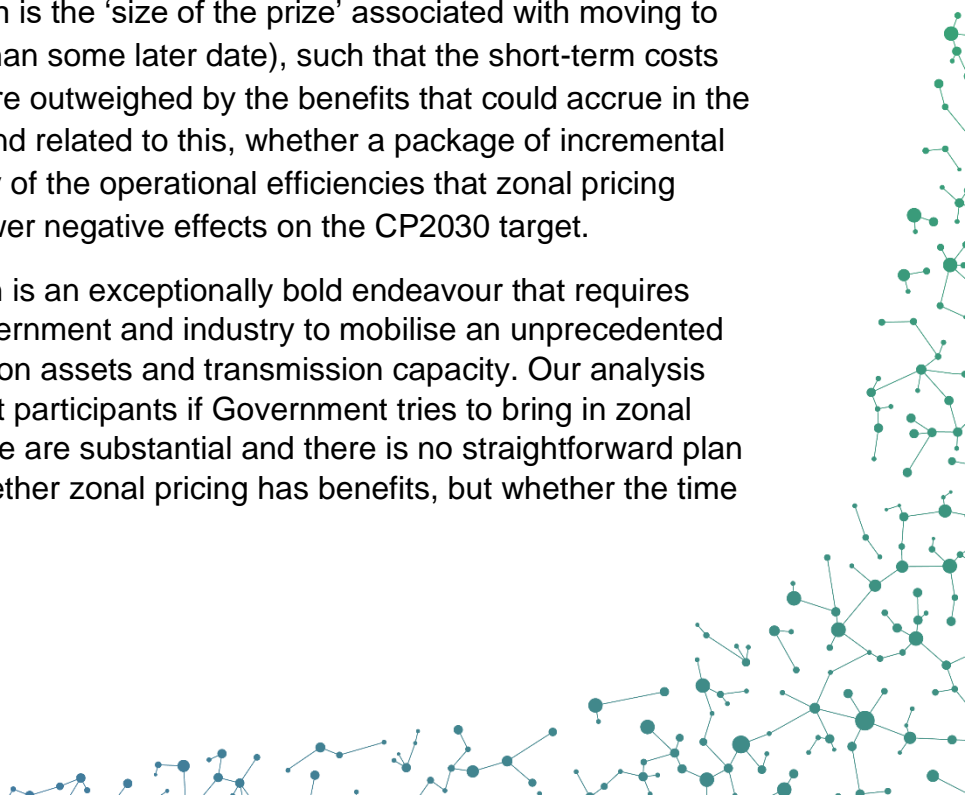 n is the ‘size of the prize’ associated with moving to
han some later date), such that the short-term costs
re outweighed by the benefits that could accrue in the
nd related to this, whether a package of incremental
y of the operational efficiencies that zonal pricing
wer negative effects on the CP2030 target.
n is an exceptionally bold endeavour that requires
vernment and industry to mobilise an unprecedented
on assets and transmission capacity. Our analysis
t participants if Government tries to bring in zonal
e are substantial and there is no straightforward plan
ether zonal pricing has benefits, but whether the time